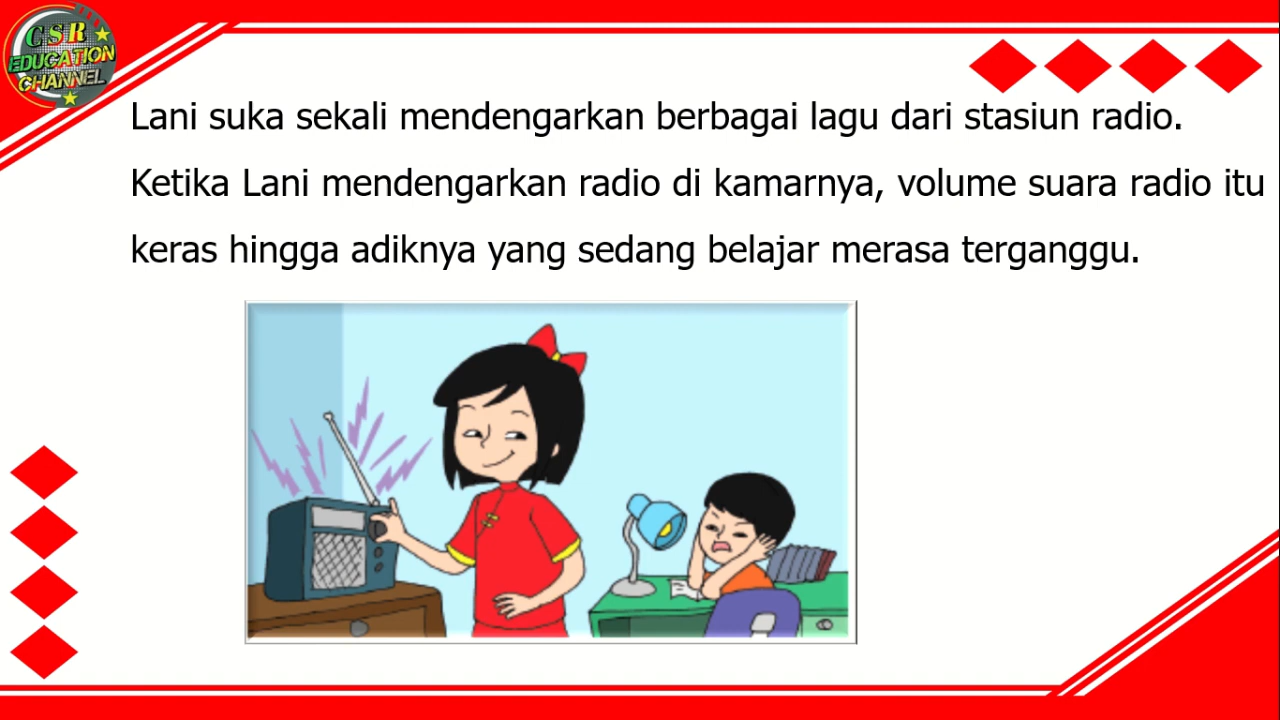 CSR
EDUCATION
CHANNEL
Lani suka sekali mendengarkan berbagai lagu dari stasiun radio.
Ketika Lani mendengarkan radio di kamarnya, volume suara radio itu
keras hingga adiknya yang sedang belajar merasa terganggu.